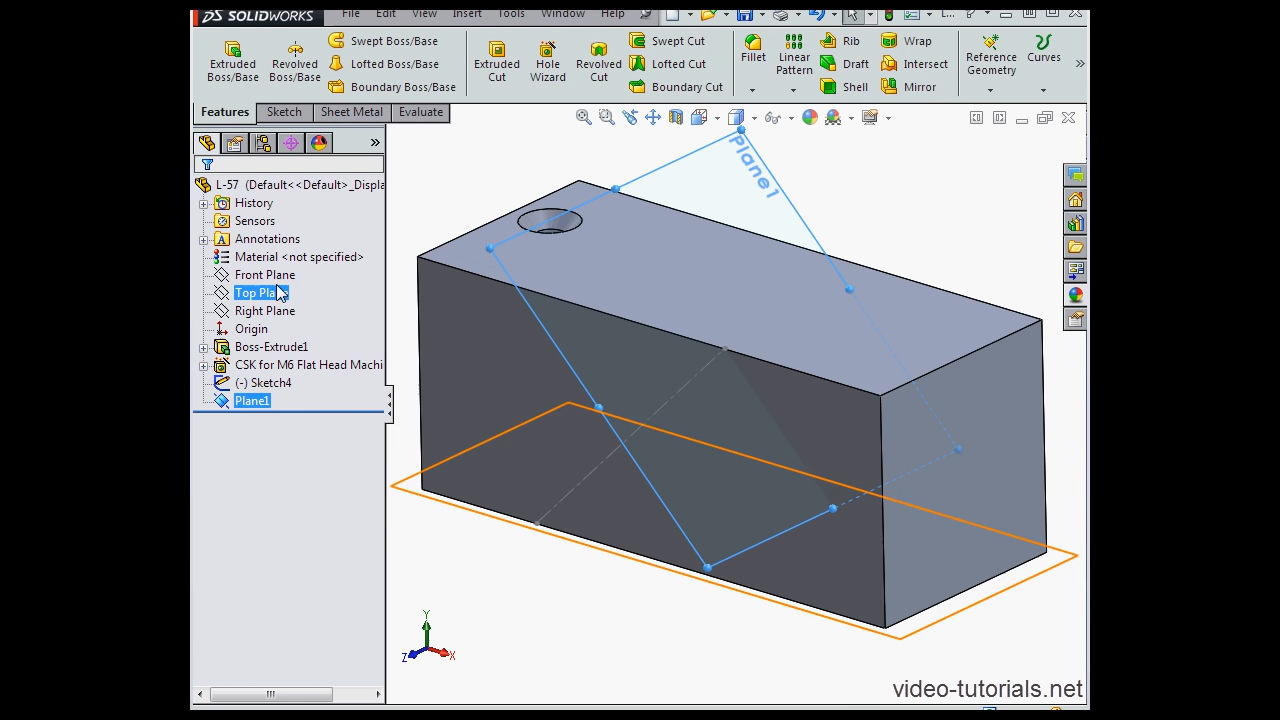 SOLIDWORKS File Edit View Insert Tools Window Help L...
Extruded Boss/Base
Revolved Boss/Base
Swept Boss/Base
Lofted Boss/Base
Boundary Boss/Base
Extruded Cut
Hole Wizard
Revolved Cut
Swept Cut
Lofted Cut
Boundary Cut
Fillet
Linear Pattern
Rib
Draft
Shell
Wrap
Intersect
Mirror
Reference Geometry
Curves
Features Sketch Sheet Metal Evaluate
L-57 (Default<<Default>_Displa
History
Sensors
Annotations
Material <not specified>
Front Plane
Top Pla
Right Plane
Origin
Boss-Extrude1
CSK for M6 Flat Head Machi
(-) Sketch4
Plane1
Plane1
Y
Z
X
video-tutorials.net